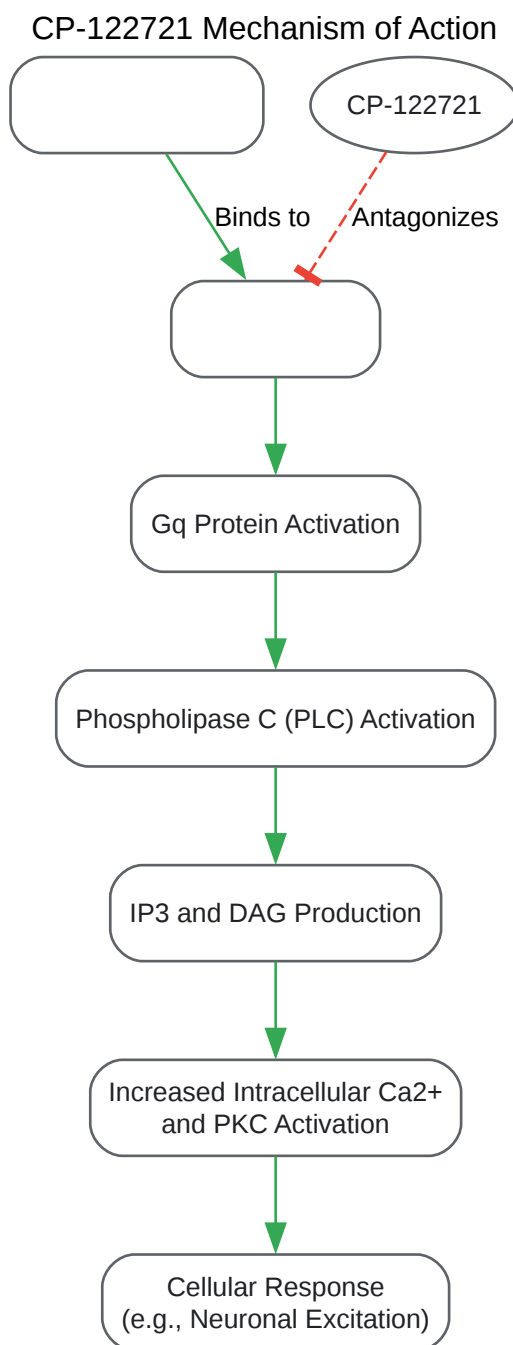 CP-122721 Mechanism of Action
CP-122721
Binds to
Antagonizes
Gq Protein Activation
Phospholipase C (PLC) Activation
IP3 and DAG Production
Increased Intracellular Ca2+
and PKC Activation
Cellular Response
(e.g., Neuronal Excitation)